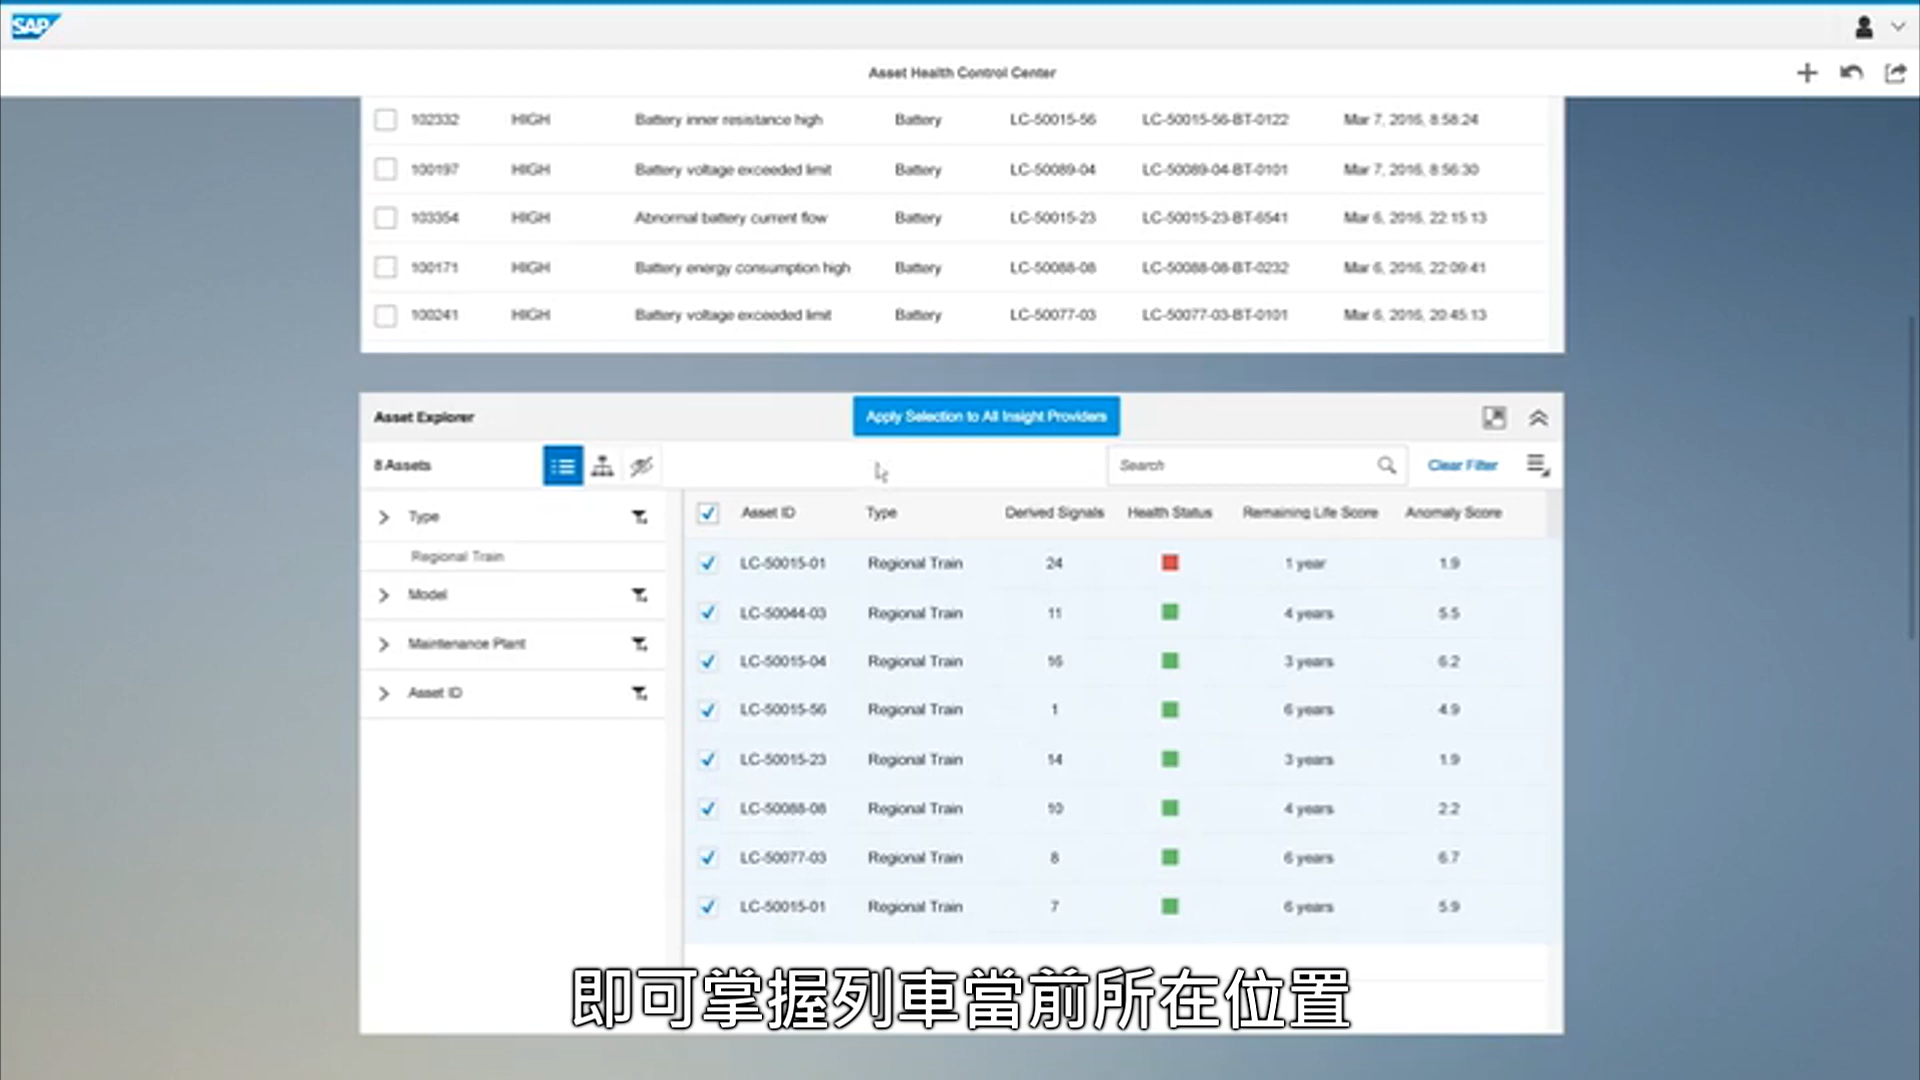 SAP
Asset Health Control Center
102332 HIGH Battery inner resistance high Battery LC-50015-56 LC-50015-56-BT-0122 Mar 7, 2016, 8:58:24
100197 HIGH Battery voltage exceeded limit Battery LC-50089-04 LC-50089-04-BT-0101 Mar 7, 2016, 8:56:30
103354 HIGH Abnormal battery current flow Battery LC-50015-23 LC-50015-23-BT-6541 Mar 6, 2016, 22:15:13
100171 HIGH Battery energy consumption high Battery LC-50088-08 LC-50088-08-BT-0232 Mar 6, 2016, 22:09:41
100241 HIGH Battery voltage exceeded limit Battery LC-50077-03 LC-50077-03-BT-0101 Mar 6, 2016, 20:45:13
Asset Explorer Apply Selection to All Insight Providers
8 Assets Search Clear Filter
Type
Regional Train
Model
Maintenance Plant
Asset ID
Asset ID Type Derived Signals Health Status Remaining Life Score Anomaly Score
LC-50015-01 Regional Train 24 1 year 1.9
LC-50044-03 Regional Train 11 4 years 5.5
LC-50015-04 Regional Train 16 3 years 6.2
LC-50015-56 Regional Train 1 6 years 4.9
LC-50015-23 Regional Train 14 3 years 1.9
LC-50088-08 Regional Train 10 4 years 2.2
LC-50077-03 Regional Train 8 6 years 6.7
LC-50015-01 Regional Train 7 6 years 5.9
即可掌握列車當前所在位置